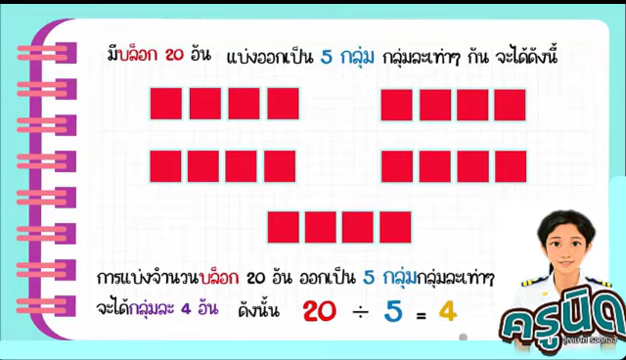 มีบล็อก 20 อัน แบ่งออกเป็น 5 กลุ่ม กลุ่มละเท่าๆ กัน จะได้ดังนี้
การแบ่งจำนวนบล็อก 20 อัน ออกเป็น 5 กลุ่มกลุ่มละเท่าๆ
จะได้กลุ่มละ 4 อัน ดังนั้น 20 ÷ 5 = 4
ครูนิด